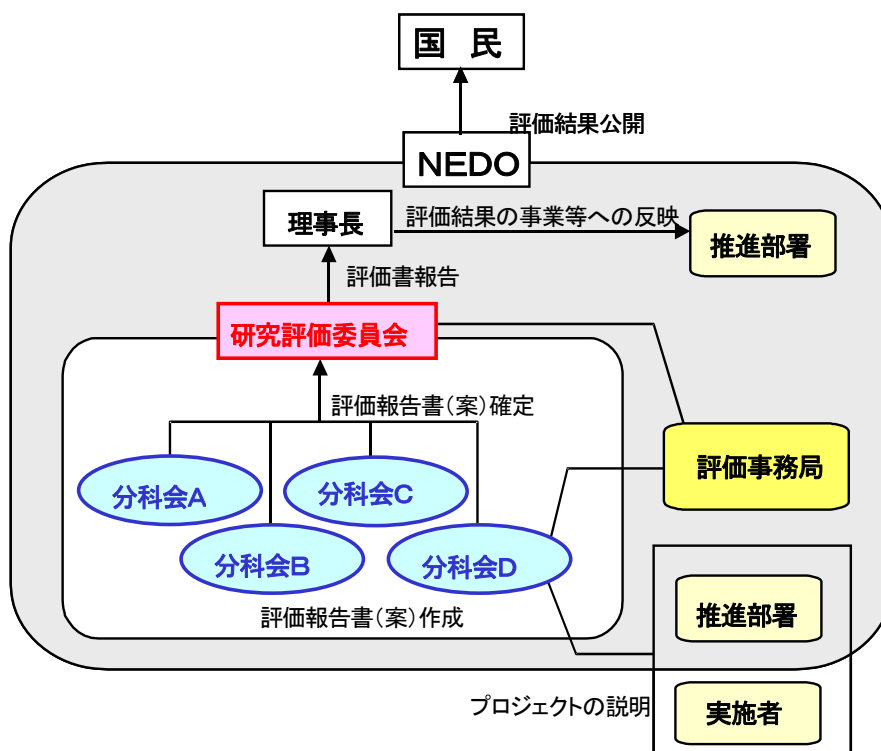 国 民
評価結果公開
NEDO
理事長
評価結果の事業等への反映
推進部署
評価書報告
研究評価委員会
評価報告書(案)確定
評価事務局
分科会A
分科会C
分科会B
分科会D
評価報告書(案)作成
推進部署
プロジェクトの説明
実施者